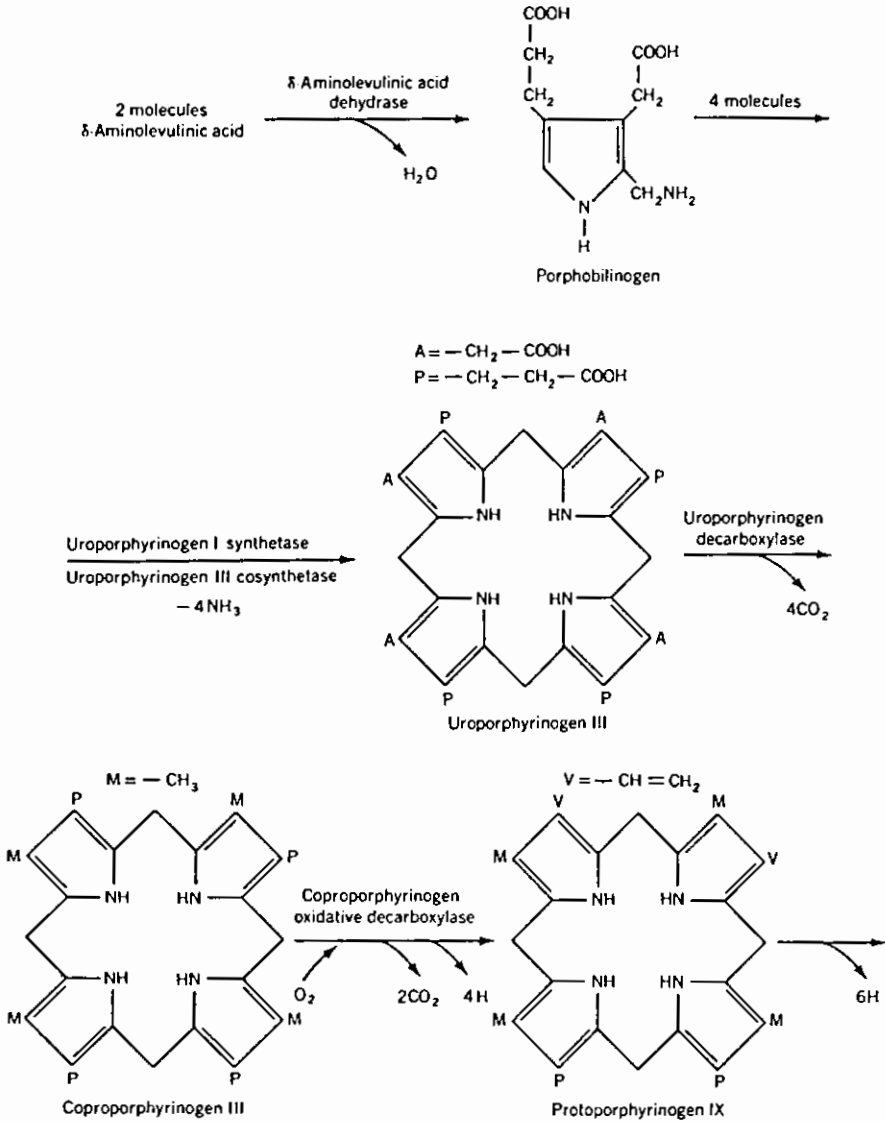 COOH
CH2
CH2
COOH
CH2
CH2NH2
N
H
Porphobilinogen
2 molecules
δ-Aminolevulinic acid
δ-Aminolevulinic acid
dehydrase
H2O
4 molecules
A = — CH2 — COOH
P = — CH2 — CH2 — COOH
P
A
A
P
NH
HN
NH
HN
A
A
P
P
Uroporphyrinogen III
Uroporphyrinogen I synthetase
Uroporphyrinogen III cosynthetase
— 4NH3
Uroporphyrinogen
decarboxylase
4CO2
M = — CH3
P
M
M
P
NH
HN
NH
HN
M
M
P
P
Coproporphyrinogen III
Coproporphyrinogen
oxidative decarboxylase
O2
2CO2
4H
V = — CH = CH2
V
M
M
V
NH
HN
NH
HN
M
M
P
P
Protoporphyrinogen IX
6H